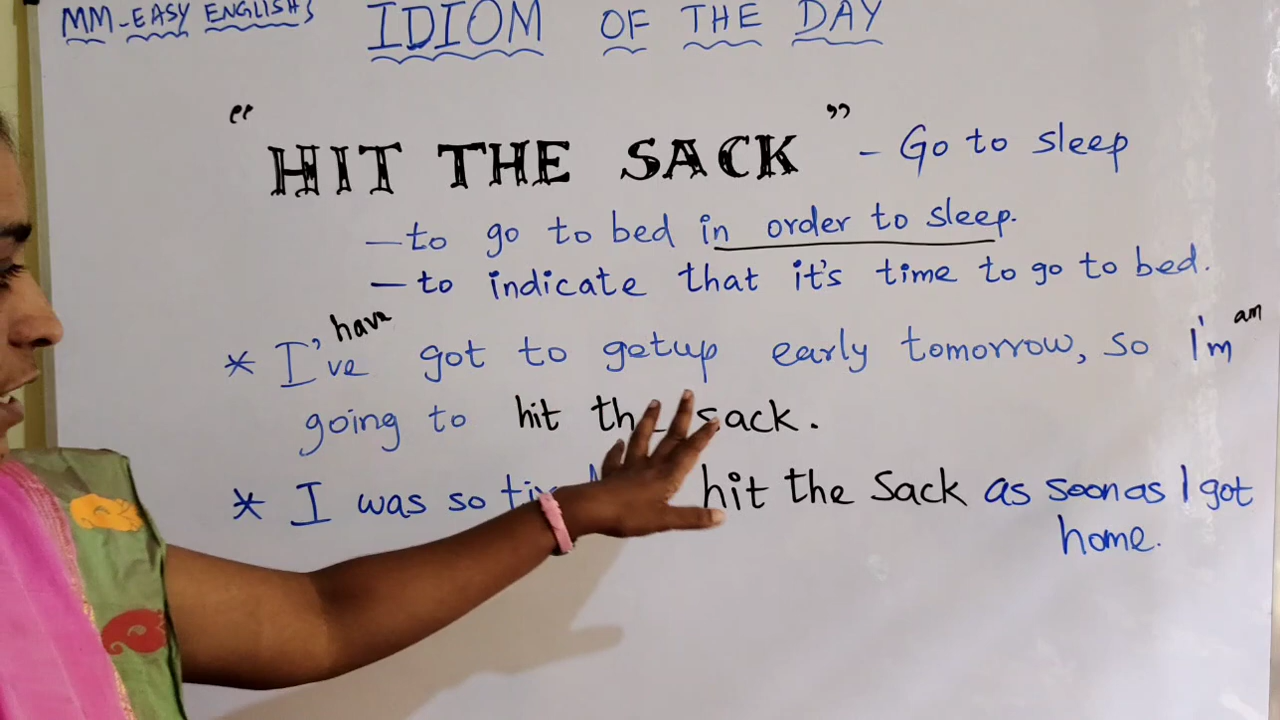 MM-EASY ENGLISH
IDIOM OF THE DAY
"HIT THE SACK" - Go to sleep
- to go to bed in order to sleep.
- to indicate that it's time to go to bed.
have am
* I've got to getup early tomorrow, so I'm
going to hit the sack.
* I was so hit the Sack as soon as I got
home.